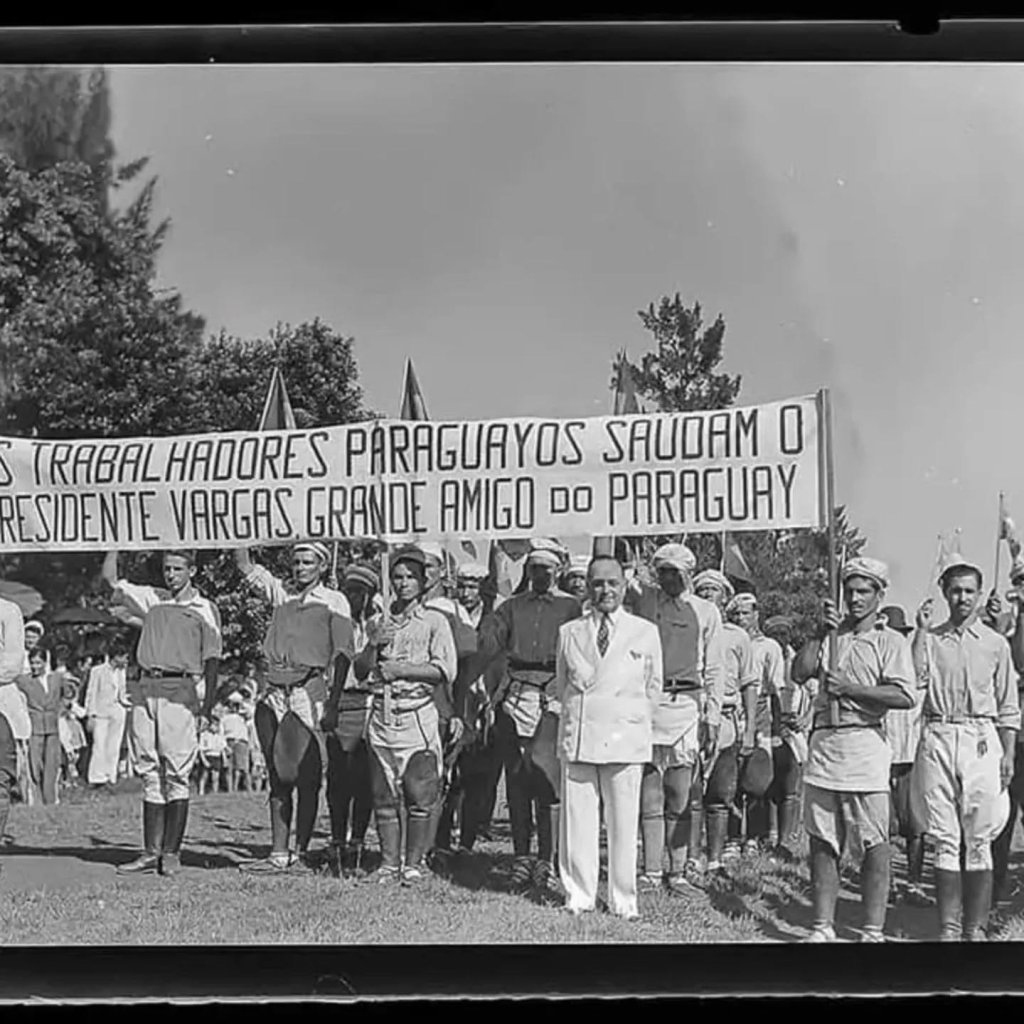 S TRABALHADORES PARAGUAYOS SAUDAM O
RESIDENTE VARGAS GRANDE AMIGO DO PARAGUAY